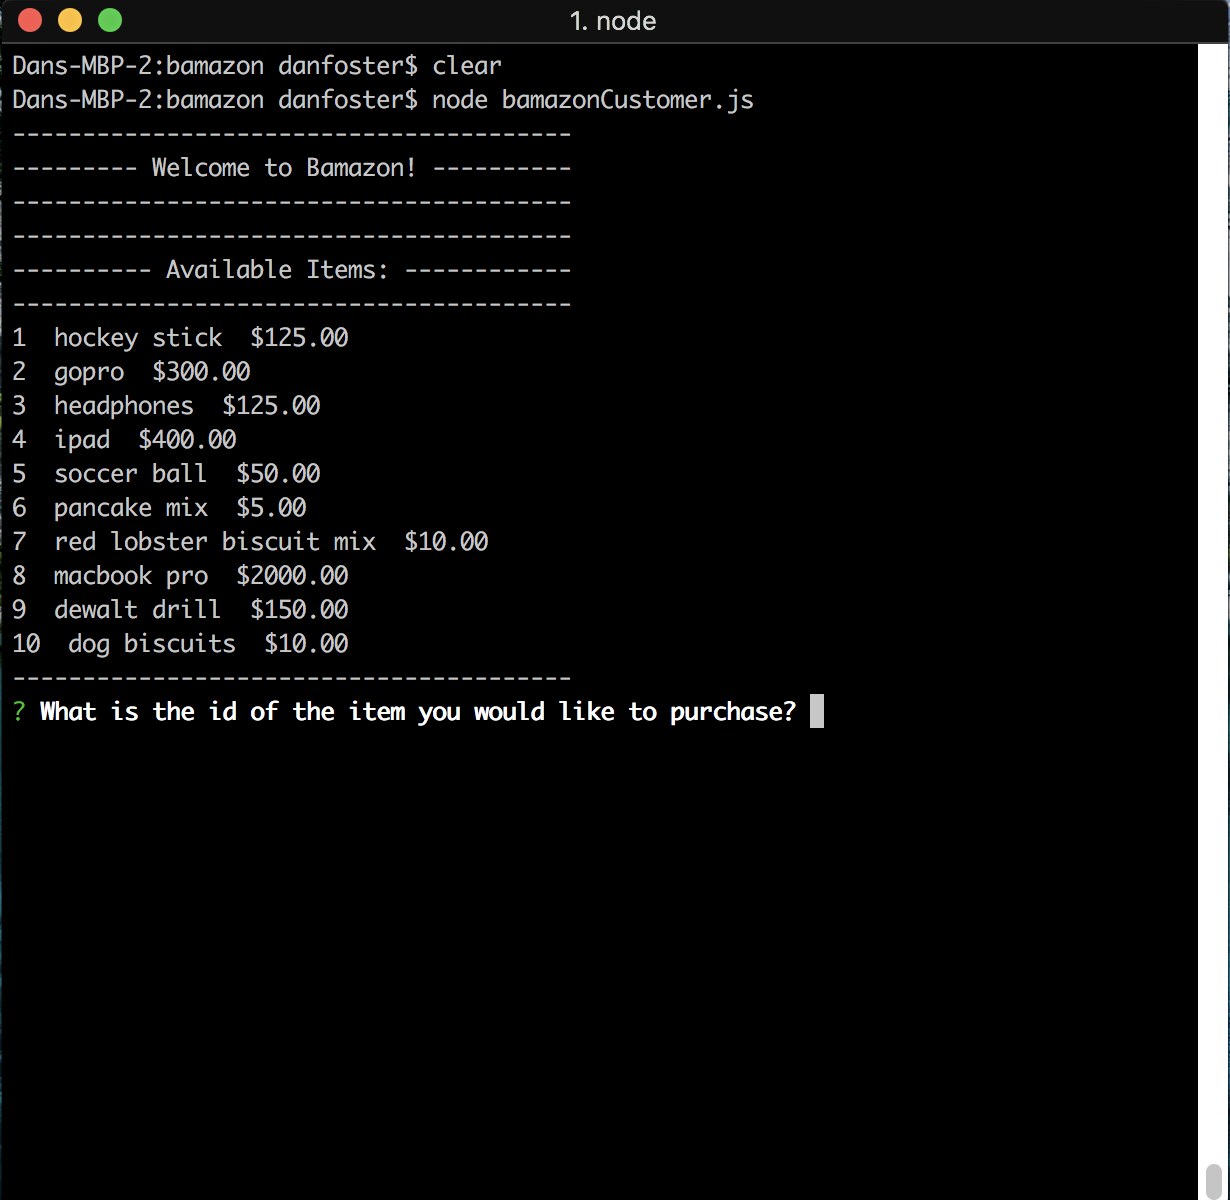 1. node
Dans-MBP-2:bamazon danfoster$ clear
Dans-MBP-2:bamazon danfoster$ node bamazonCustomer.js
----------------------------------------
--------- Welcome to Bamazon! ----------
----------------------------------------
----------------------------------------
---------- Available Items: ------------
----------------------------------------
1  hockey stick  $125.00
2  gopro  $300.00
3  headphones  $125.00
4  ipad  $400.00
5  soccer ball  $50.00
6  pancake mix  $5.00
7  red lobster biscuit mix  $10.00
8  macbook pro  $2000.00
9  dewalt drill  $150.00
10  dog biscuits  $10.00
----------------------------------------
? What is the id of the item you would like to purchase?